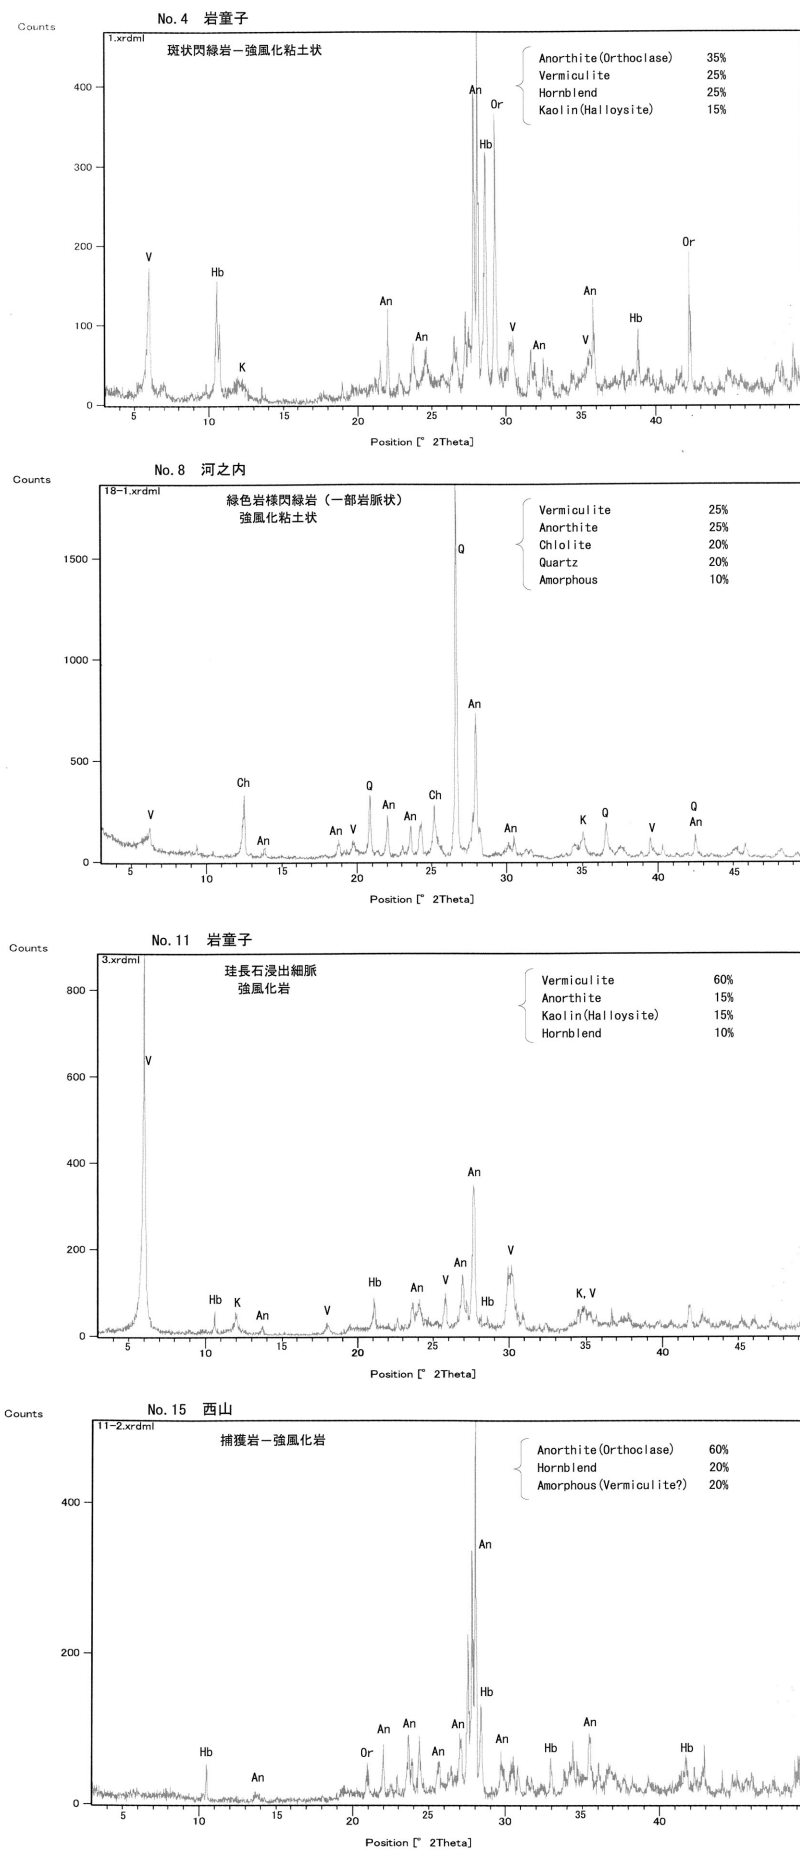 No.4 岩童子
Counts
1.xrdml
斑状閃緑岩－強風化粘土状
Anorthite(Orthoclase) 35%
Vermiculite 25%
Hornblend 25%
Kaolin(Halloysite) 15%
400
An
Or
Hb
300
200
V
Hb
Or
An
An
100
K
An
V
An
V
Hb
0
5 10 15 20 25 30 35 40
Position [° 2Theta]
No.8 河之内
Counts
18-1.xrdml
緑色岩様閃緑岩（一部岩脈状）
強風化粘土状
Vermiculite 25%
Anorthite 25%
Chlolite 20%
Quartz 20%
Amorphous 10%
1500
Q
1000
An
500
V
Ch
An
An
V
Q
An
An
Ch
An
K
Q
V
Q
An
0
5 10 15 20 25 30 35 40 45
Position [° 2Theta]
No.11 岩童子
Counts
3.xrdml
珪長石浸出細脈
強風化岩
Vermiculite 60%
Anorthite 15%
Kaolin(Halloysite) 15%
Hornblend 10%
800
V
600
400
An
200
Hb
K
An
V
Hb
An
V
An
Hb
V
K, V
0
5 10 15 20 25 30 35 40 45
Position [° 2Theta]
No.15 西山
Counts
11-2.xrdml
捕獲岩－強風化岩
Anorthite(Orthoclase) 60%
Hornblend 20%
Amorphous(Vermiculite?) 20%
400
An
200
Hb
Hb
An
Or
An
An
An
An
An
Hb
An
Hb
0
5 10 15 20 25 30 35 40
Position [° 2Theta]